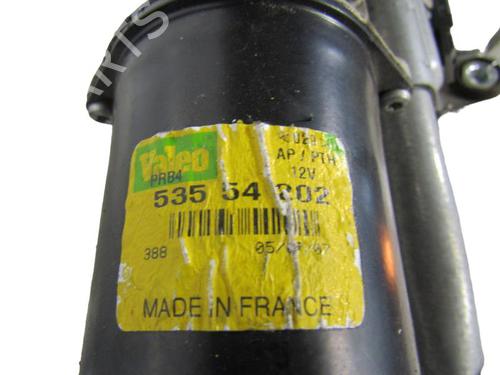 Valeo
PRB4
AP / PTH
12V
535 54 802
388
MADE IN FRANCE